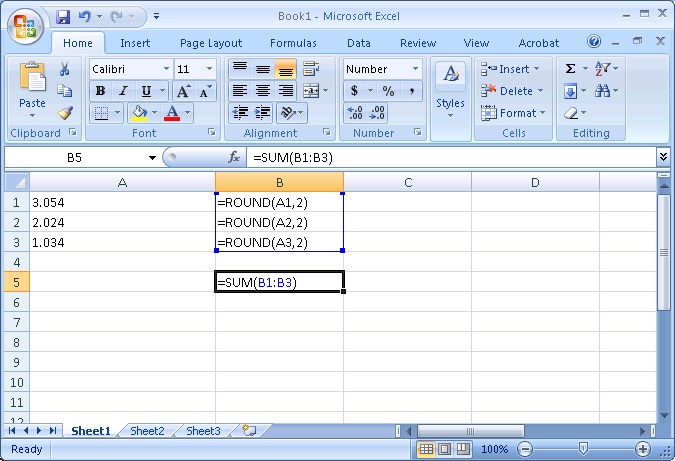 Book1 - Microsoft Excel
Home Insert Page Layout Formulas Data Review View Acrobat
Paste
Clipboard
Calibri 11
B I U A A
A
Font
Alignment
Number
$ % ,
.0 .00
.00 .0
Number
A
Styles
Insert
Delete
Format
Cells
Σ A Z
Editing
B5 fx =SUM(B1:B3)
A B C D
1 3.054 =ROUND(A1,2)
2 2.024 =ROUND(A2,2)
3 1.034 =ROUND(A3,2)
4
5 =SUM(B1:B3)
6
7
8
9
10
11
12
Sheet1 Sheet2 Sheet3
Ready 100%